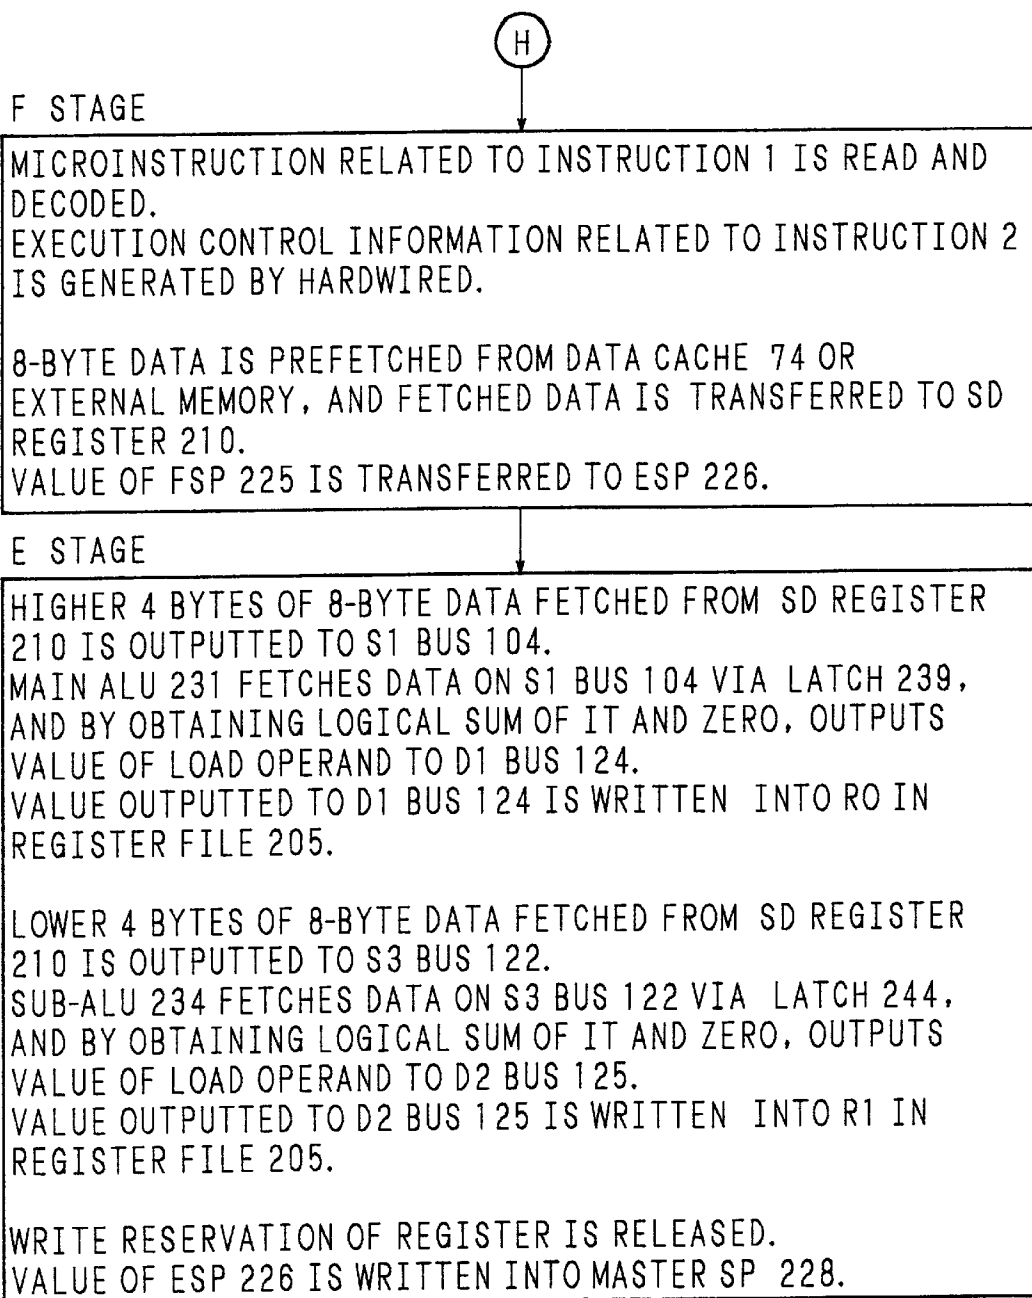 H
F STAGE
MICROINSTRUCTION RELATED TO INSTRUCTION 1 IS READ AND
DECODED.
EXECUTION CONTROL INFORMATION RELATED TO INSTRUCTION 2
IS GENERATED BY HARDWIRED.
8-BYTE DATA IS PREFETCHED FROM DATA CACHE 74 OR
EXTERNAL MEMORY, AND FETCHED DATA IS TRANSFERRED TO SD
REGISTER 210.
VALUE OF FSP 225 IS TRANSFERRED TO ESP 226.
E STAGE
HIGHER 4 BYTES OF 8-BYTE DATA FETCHED FROM SD REGISTER
210 IS OUTPUTTED TO S1 BUS 104.
MAIN ALU 231 FETCHES DATA ON S1 BUS 104 VIA LATCH 239,
AND BY OBTAINING LOGICAL SUM OF IT AND ZERO, OUTPUTS
VALUE OF LOAD OPERAND TO D1 BUS 124.
VALUE OUTPUTTED TO D1 BUS 124 IS WRITTEN INTO R0 IN
REGISTER FILE 205.
LOWER 4 BYTES OF 8-BYTE DATA FETCHED FROM SD REGISTER
210 IS OUTPUTTED TO S3 BUS 122.
SUB-ALU 234 FETCHES DATA ON S3 BUS 122 VIA LATCH 244,
AND BY OBTAINING LOGICAL SUM OF IT AND ZERO, OUTPUTS
VALUE OF LOAD OPERAND TO D2 BUS 125.
VALUE OUTPUTTED TO D2 BUS 125 IS WRITTEN INTO R1 IN
REGISTER FILE 205.
WRITE RESERVATION OF REGISTER IS RELEASED.
VALUE OF ESP 226 IS WRITTEN INTO MASTER SP 228.